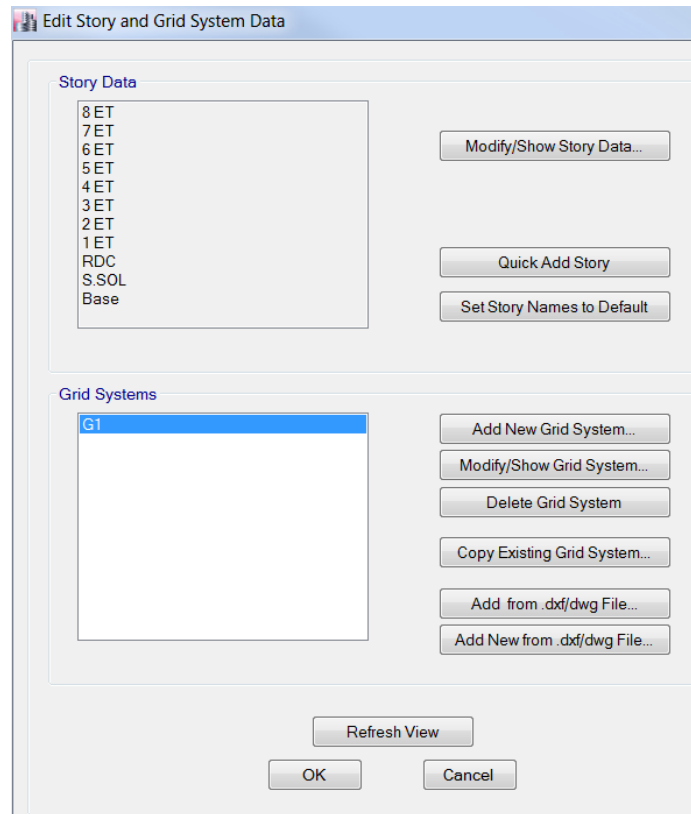 Edit Story and Grid System Data
Story Data
8 ET
7 ET
6 ET
5 ET
4 ET
3 ET
2 ET
1 ET
RDC
S.SOL
Base
Modify/Show Story Data...
Quick Add Story
Set Story Names to Default
Grid Systems
G1
Add New Grid System...
Modify/Show Grid System...
Delete Grid System
Copy Existing Grid System...
Add from .dxf/dwg File...
Add New from .dxf/dwg File...
Refresh View
OK
Cancel